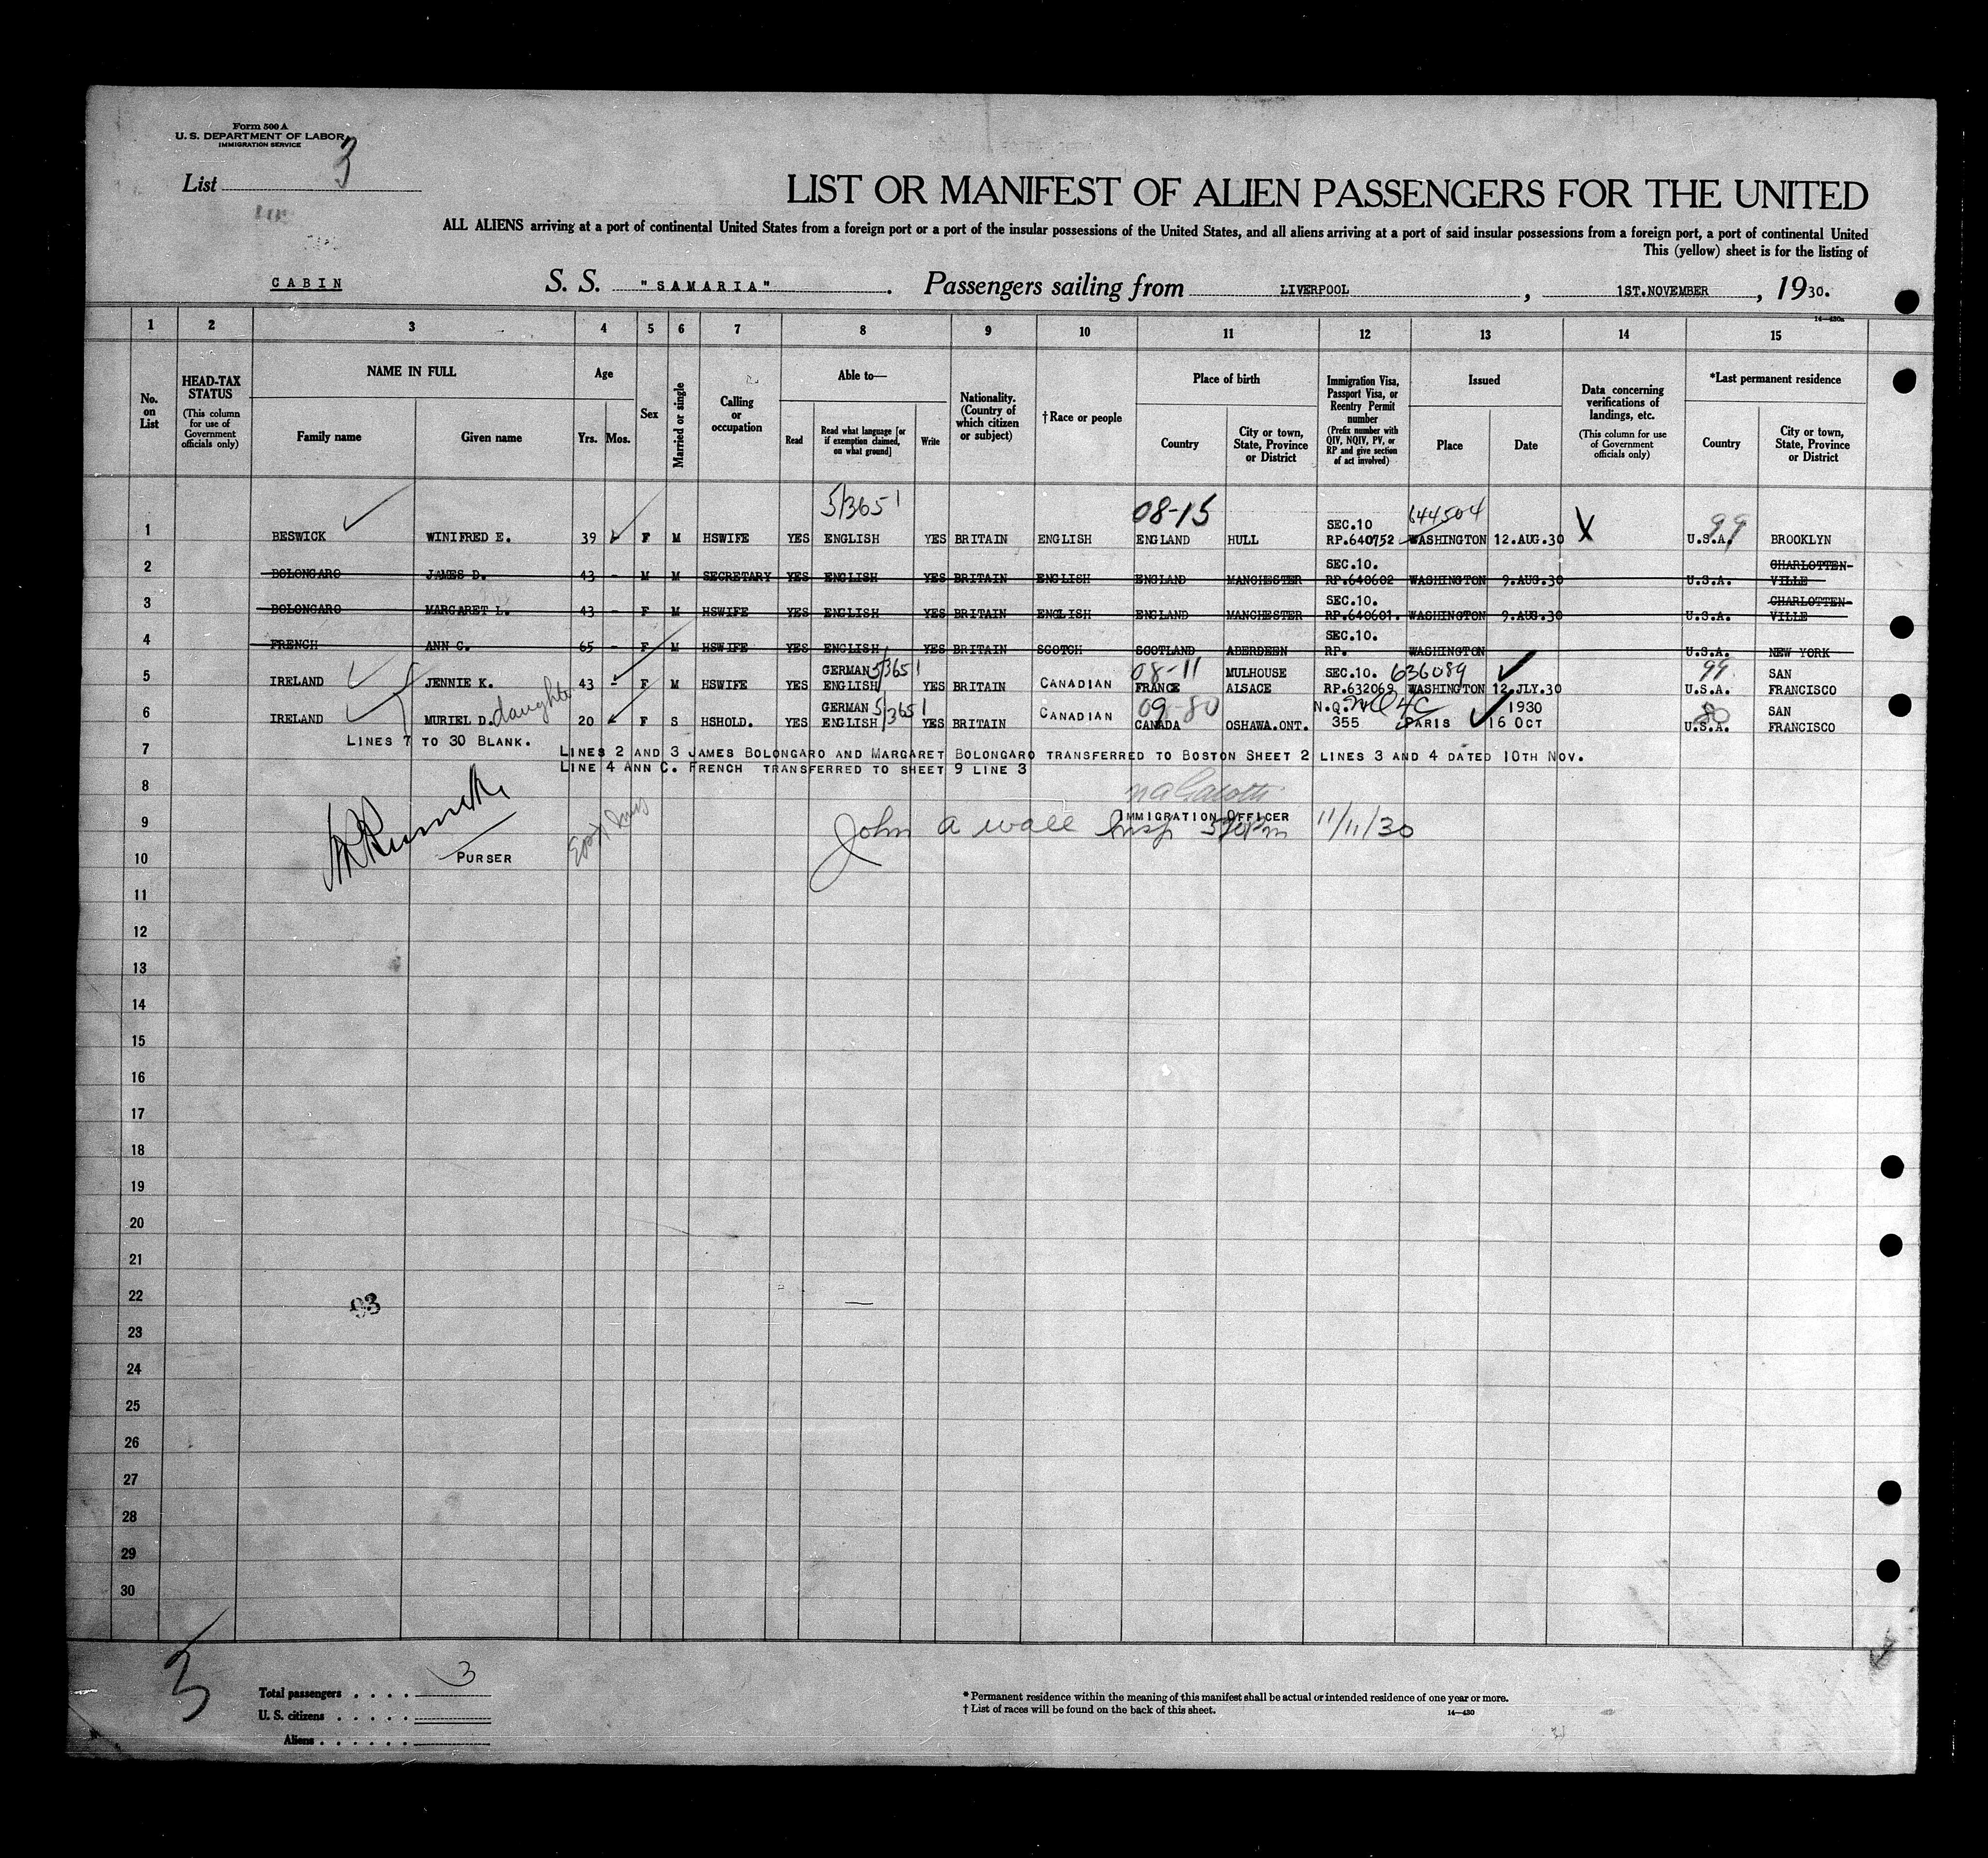 Form 500 A
U. S. DEPARTMENT OF LABOR
IMMIGRATION SERVICE
List 3
LIST OR MANIFEST OF ALIEN PASSENGERS FOR THE UNITED
ALL ALIENS arriving at a port of continental United States from a foreign port or a port of the insular possessions of the United States, and all aliens arriving at a port of said insular possessions from a foreign port, a port of continental United
This (yellow) sheet is for the listing of
CABIN S. S. "SAMARIA". Passengers sailing from LIVERPOOL, 1ST.NOVEMBER, 1930.
14—430a
1 2 3 4 5 6 7 8 9 10 11 12 13 14 15
No. on List
HEAD-TAX STATUS (This column for use of Government officials only)
NAME IN FULL Family name Given name
Age Yrs. Mos.
Sex
Married or single
Calling or occupation
Able to— Read Read what language [or if exemption claimed, on what ground] Write
Nationality. (Country of which citizen or subject)
† Race or people
Place of birth Country City or town, State, Province or District
Immigration Visa, Passport Visa, or Reentry Permit number (Prefix number with QIV, NQIV, PV, or RP and give section of act involved)
Issued Place Date
Data concerning verifications of landings, etc. (This column for use of Government officials only)
*Last permanent residence Country City or town, State, Province or District
5/3651 08-15 SEC.10 644504 99
1 BESWICK WINIFRED E. 39 F M HSWIFE YES ENGLISH YES BRITAIN ENGLISH ENGLAND HULL RP.640752 WASHINGTON 12.AUG.30 X U.S.A. BROOKLYN
SEC.10. CHARLOTTEN-
2 BOLONGARO JAMES D. 43 - M M SECRETARY YES ENGLISH YES BRITAIN ENGLISH ENGLAND MANCHESTER RP.640602 WASHINGTON 9.AUG.30 U.S.A. VILLE
SEC.10. CHARLOTTEN-
3 BOLONGARO MARGARET L. 43 - F M HSWIFE YES ENGLISH YES BRITAIN ENGLISH ENGLAND MANCHESTER RP.640601. WASHINGTON 9.AUG.30 U.S.A. VILLE
SEC.10.
4 FRENCH ANN C. 65 - F M HSWIFE YES ENGLISH YES BRITAIN SCOTCH SCOTLAND ABERDEEN RP. WASHINGTON U.S.A. NEW YORK
GERMAN 5/3651 08-11 MULHOUSE SEC.10. 636089 99 SAN
5 IRELAND JENNIE K. 43 - F M HSWIFE YES ENGLISH YES BRITAIN CANADIAN FRANCE ALSACE RP.632069 WASHINGTON 12.JLY.30 U.S.A. FRANCISCO
daughter GERMAN 5/3651 09-80 N.Q. 4C 1930 80 SAN
6 IRELAND MURIEL D. 20 F S HSHOLD. YES ENGLISH YES BRITAIN CANADIAN CANADA OSHAWA.ONT. 355 PARIS 16 OCT U.S.A. FRANCISCO
LINES 7 TO 30 BLANK.
7 LINES 2 AND 3 JAMES BOLONGARO AND MARGARET BOLONGARO TRANSFERRED TO BOSTON SHEET 2 LINES 3 AND 4 DATED 10TH NOV.
LINE 4 ANN C. FRENCH TRANSFERRED TO SHEET 9 LINE 3
8
IMMIGRATION OFFICER
9 John A Wall Insp 11/11/30
10 PURSER
11
12
13
14
15
16
17
18
19
20
21
22 93
23
24
25
26
27
28
29
30
3
Total passengers . . . . 3
U. S. citizens . . . . .
Aliens . . . . . .
* Permanent residence within the meaning of this manifest shall be actual or intended residence of one year or more.
† List of races will be found on the back of this sheet. 14—430